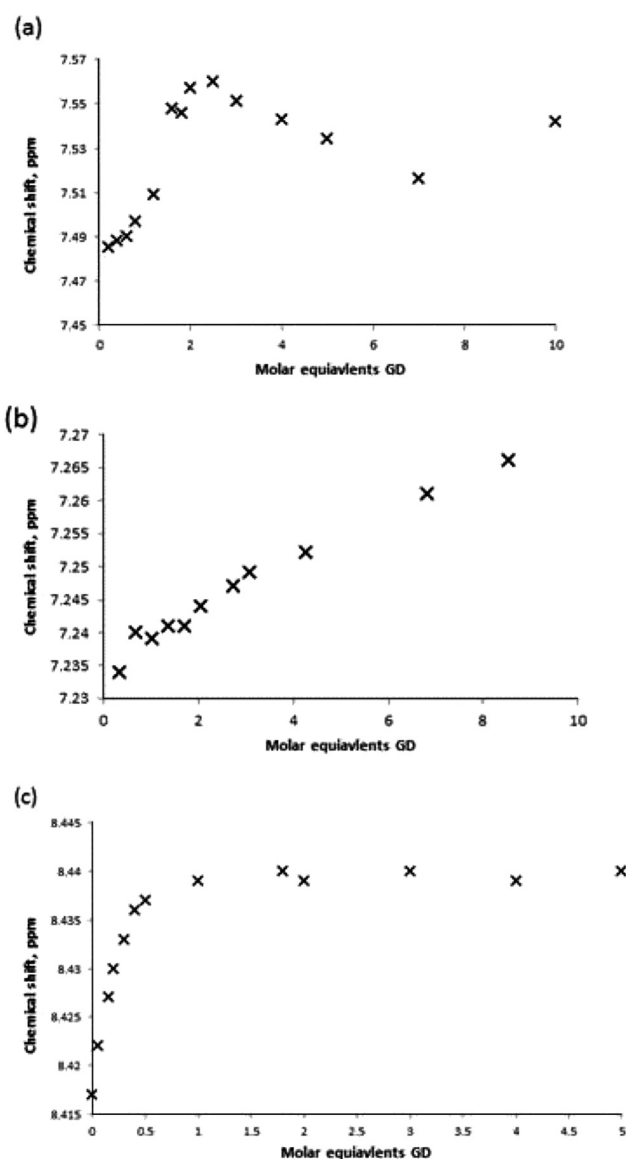 (a)
7.57
7.55
7.53
7.51
7.49
7.47
7.45
Chemical shift, ppm
0 2 4 6 8 10
Molar equiavlents GD
(b)
7.27
7.265
7.26
7.255
7.25
7.245
7.24
7.235
7.23
Chemical shift, ppm
0 2 4 6 8 10
Molar equiavlents GD
(c)
8.445
8.44
8.435
8.43
8.425
8.42
8.415
Chemical shift, ppm
0 0.5 1 1.5 2 2.5 3 3.5 4 4.5 5
Molar equiavlents GD